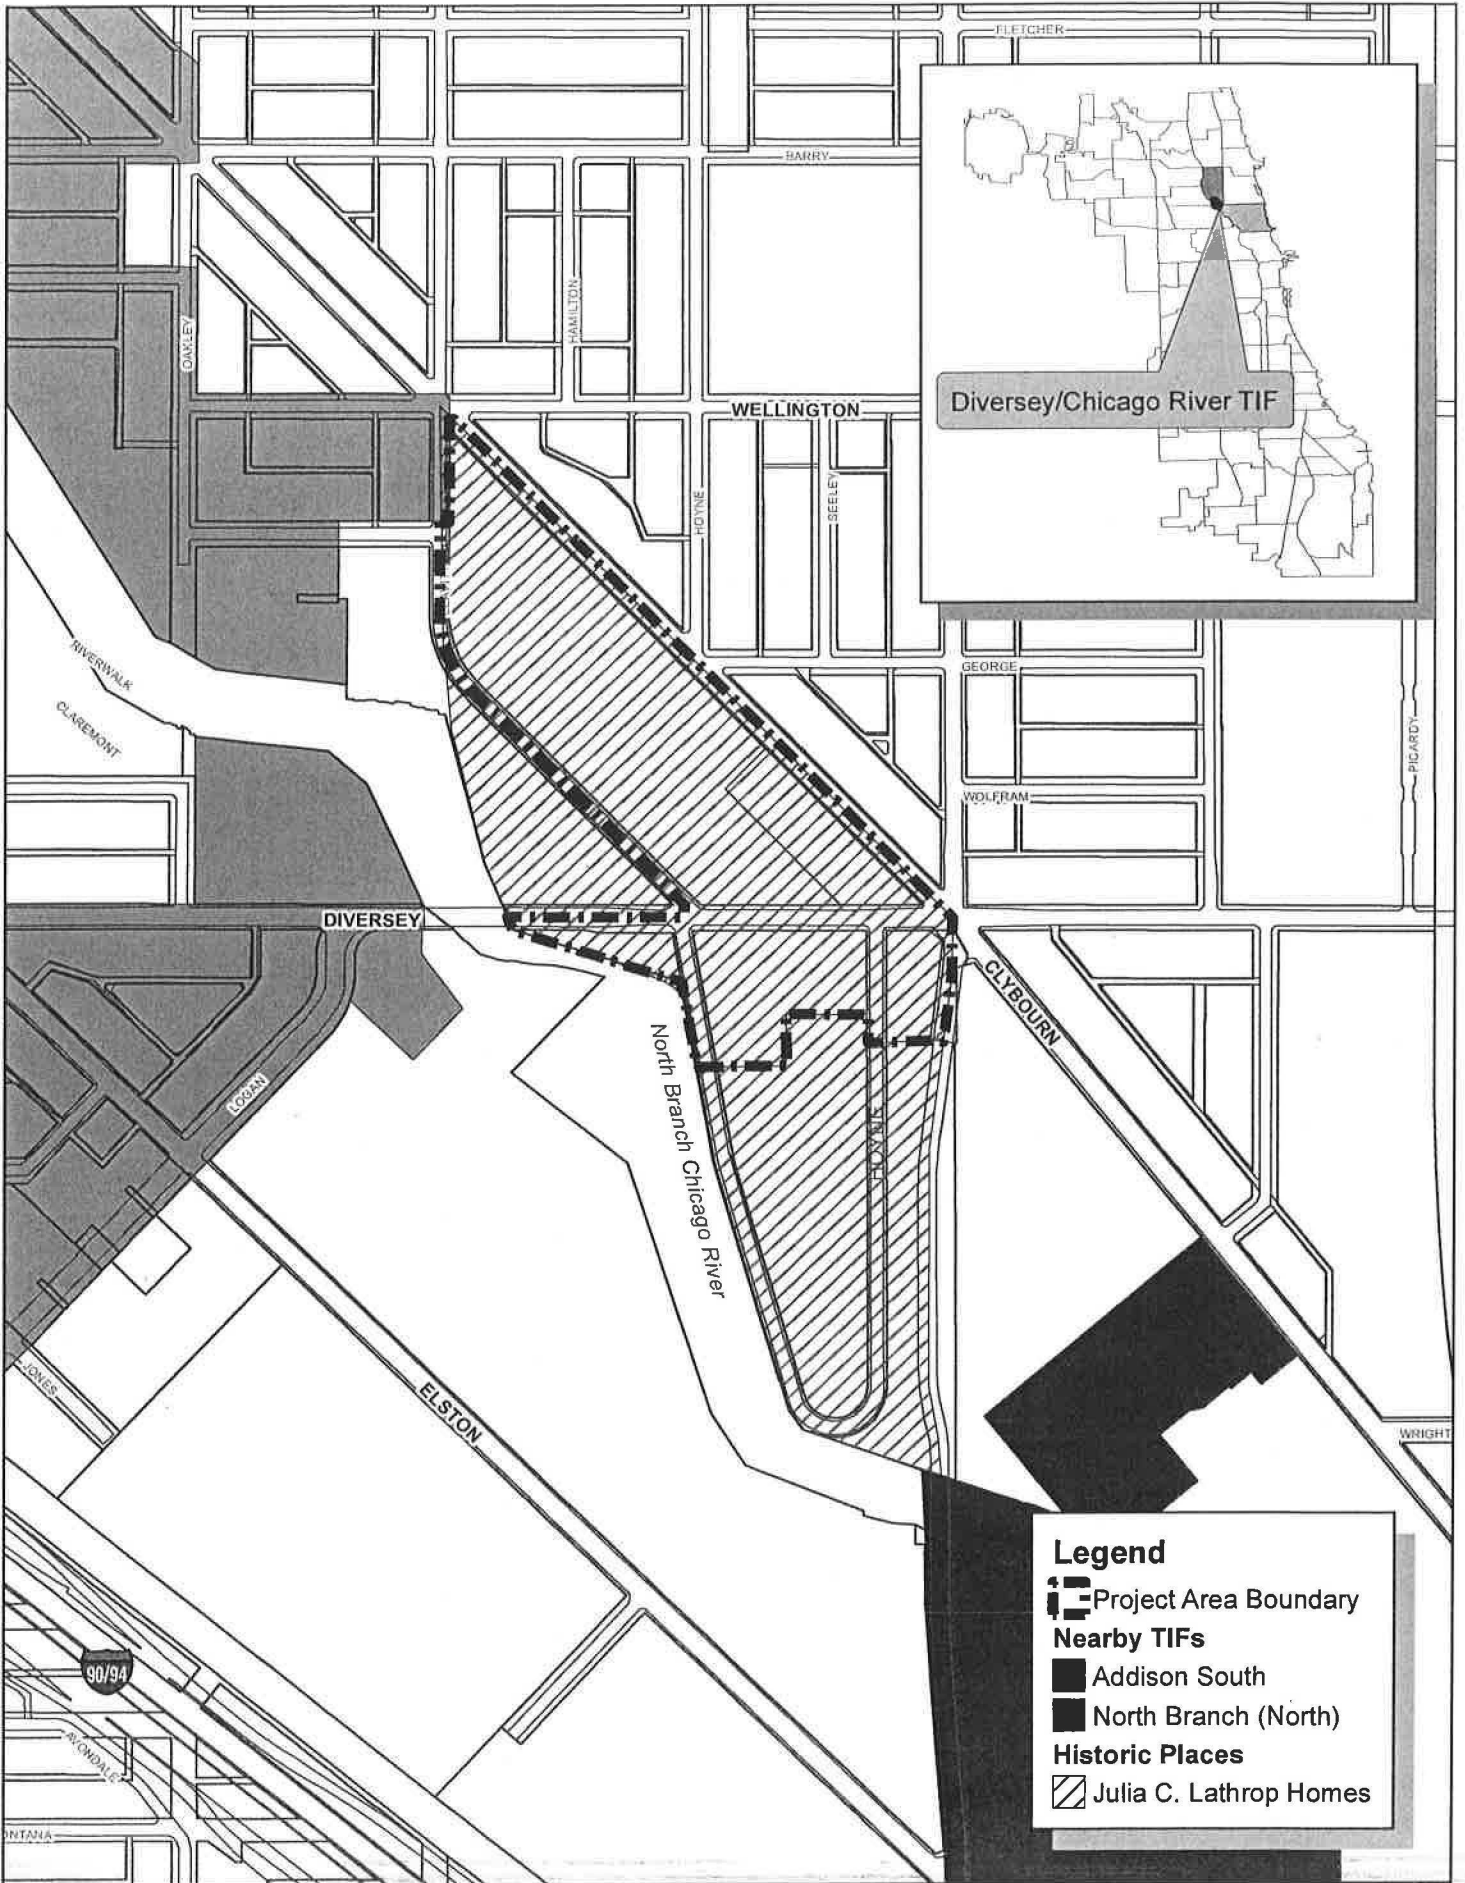 FLETCHER
BARRY
OAKLEY
HAMILTON
WELLINGTON
Diversey/Chicago River TIF
HOYNE
SEELEY
RIVERWALK
CLAREMONT
GEORGE
PICARDY
WOLFRAM
DIVERSEY
CLYBOURN
North Branch Chicago River
LOGAN
HOYNE
JONES
ELSTON
WRIGHT
90/94
AVONDALE
ONTANA
Legend
Project Area Boundary
Nearby TIFs
Addison South
North Branch (North)
Historic Places
Julia C. Lathrop Homes